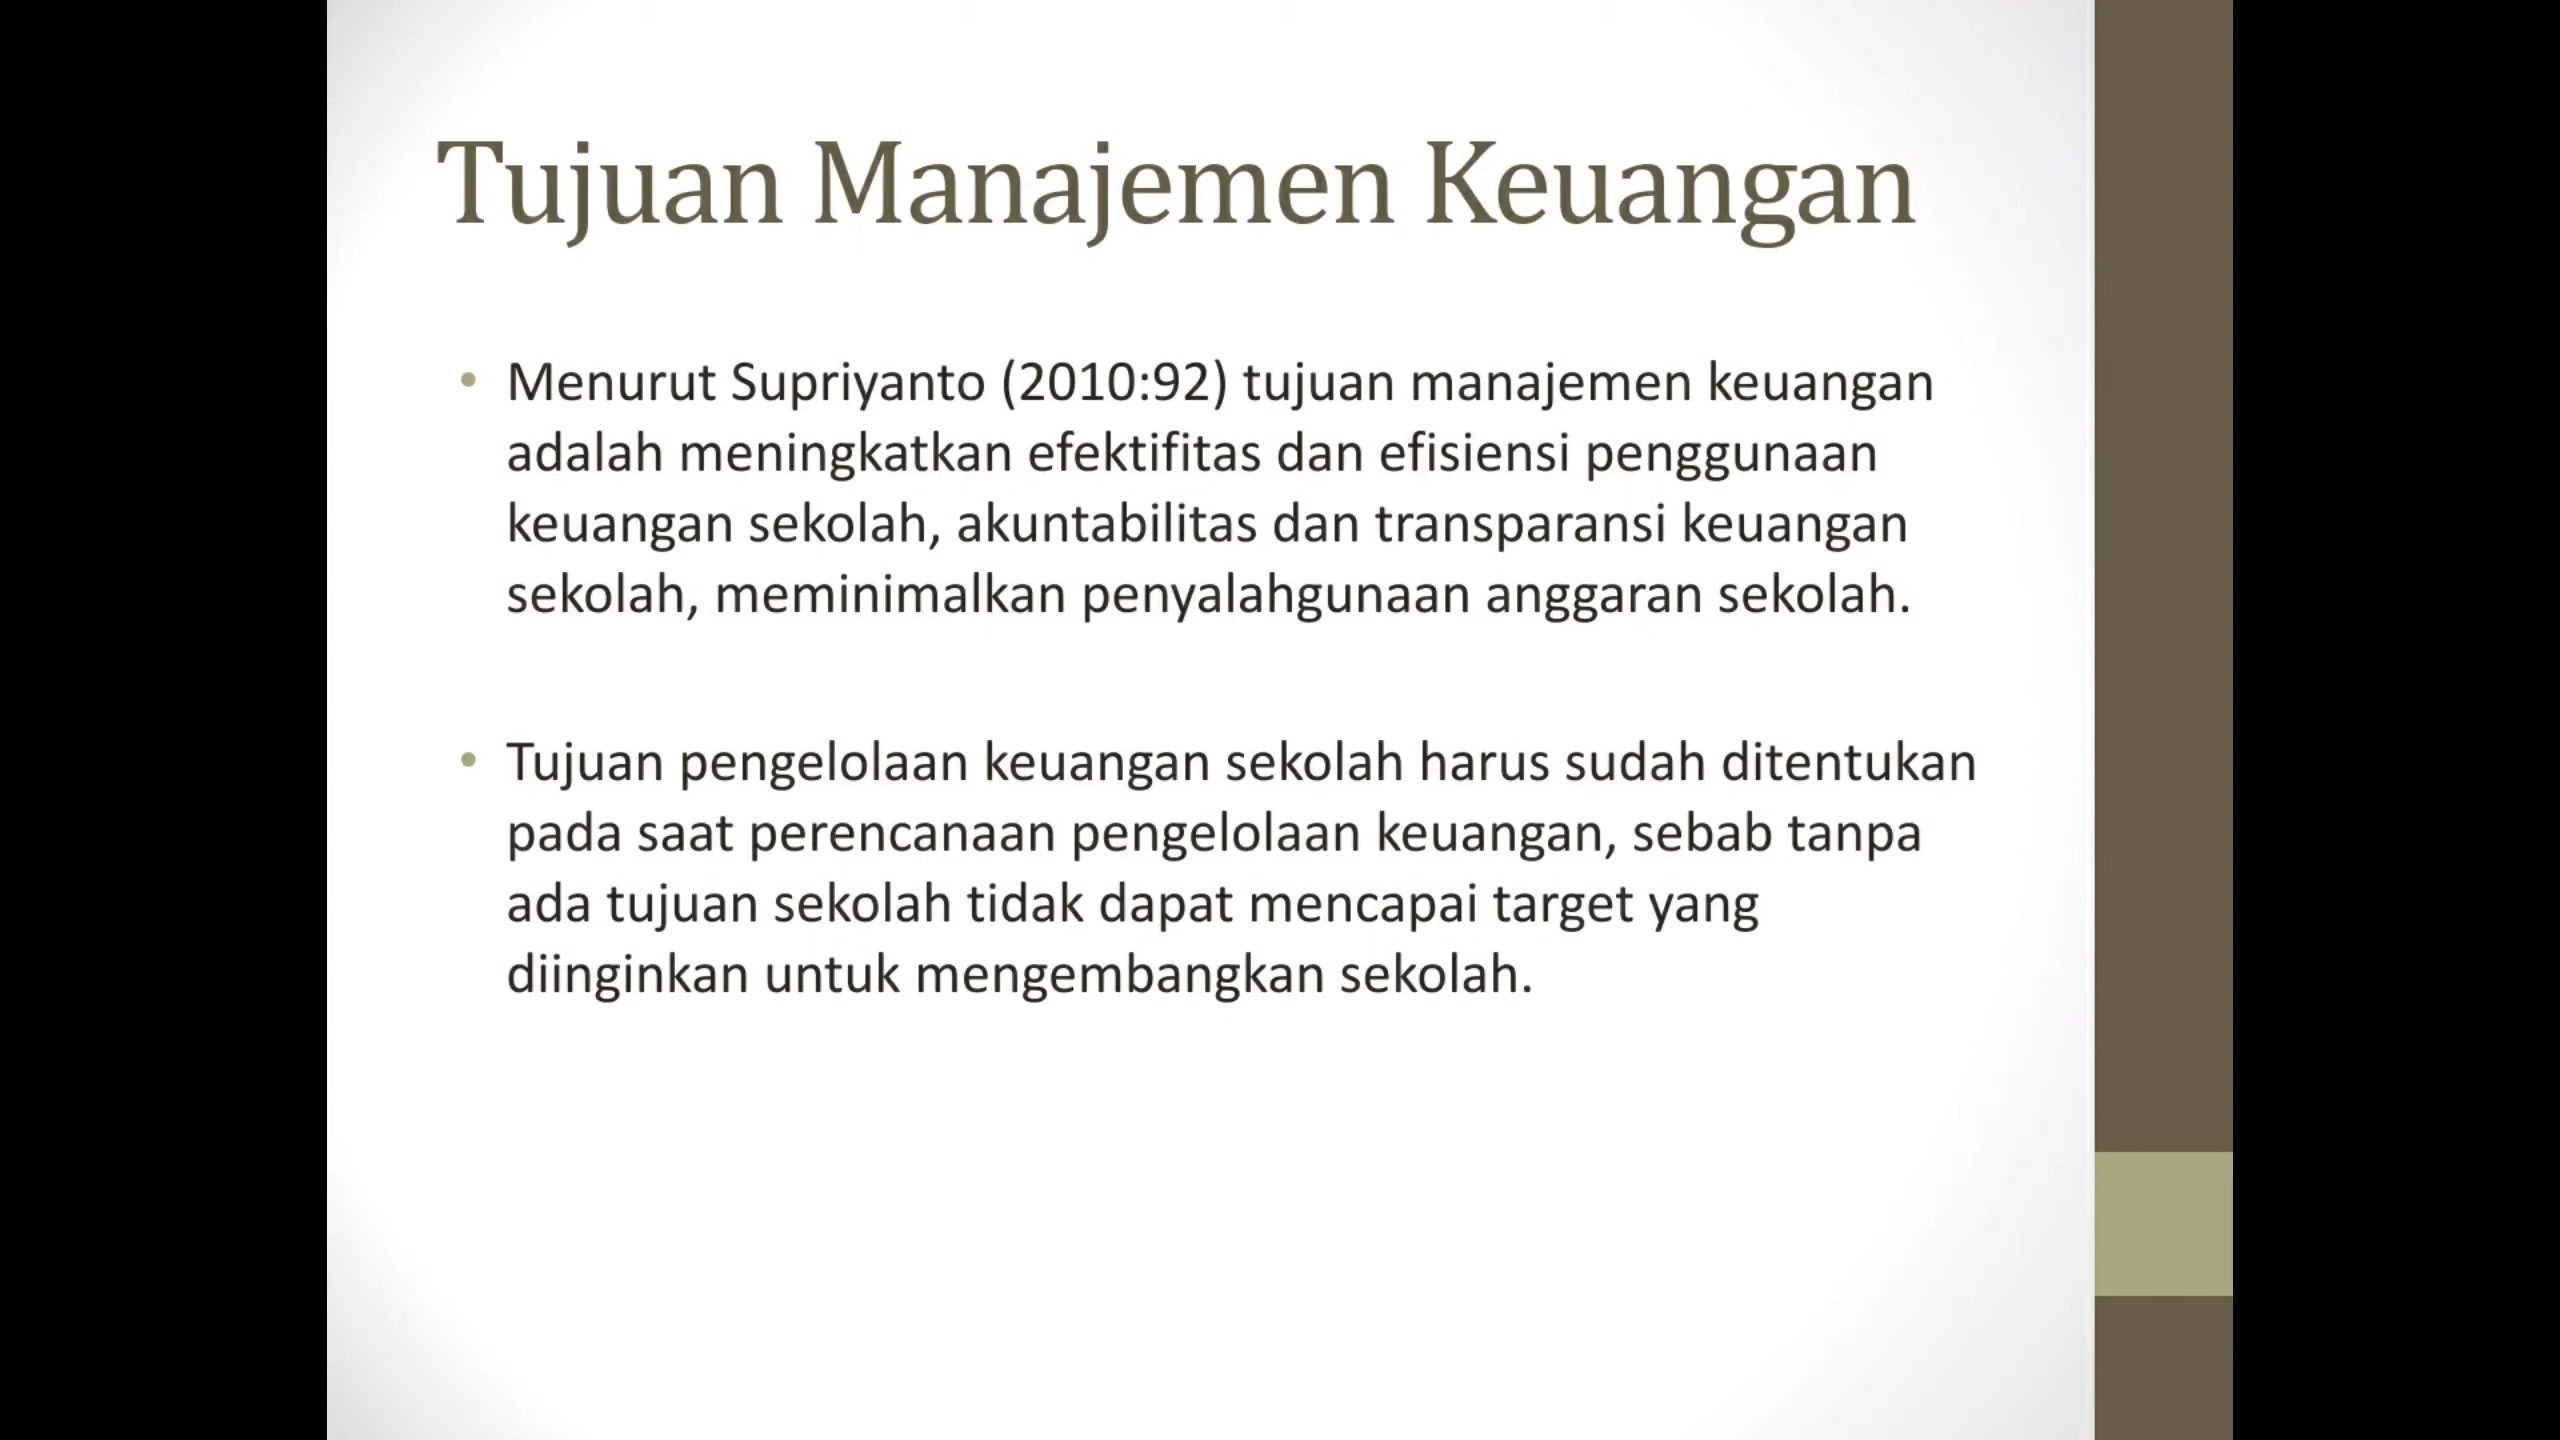 Tujuan Manajemen Keuangan
• Menurut Supriyanto (2010:92) tujuan manajemen keuangan
adalah meningkatkan efektifitas dan efisiensi penggunaan
keuangan sekolah, akuntabilitas dan transparansi keuangan
sekolah, meminimalkan penyalahgunaan anggaran sekolah.
• Tujuan pengelolaan keuangan sekolah harus sudah ditentukan
pada saat perencanaan pengelolaan keuangan, sebab tanpa
ada tujuan sekolah tidak dapat mencapai target yang
diinginkan untuk mengembangkan sekolah.